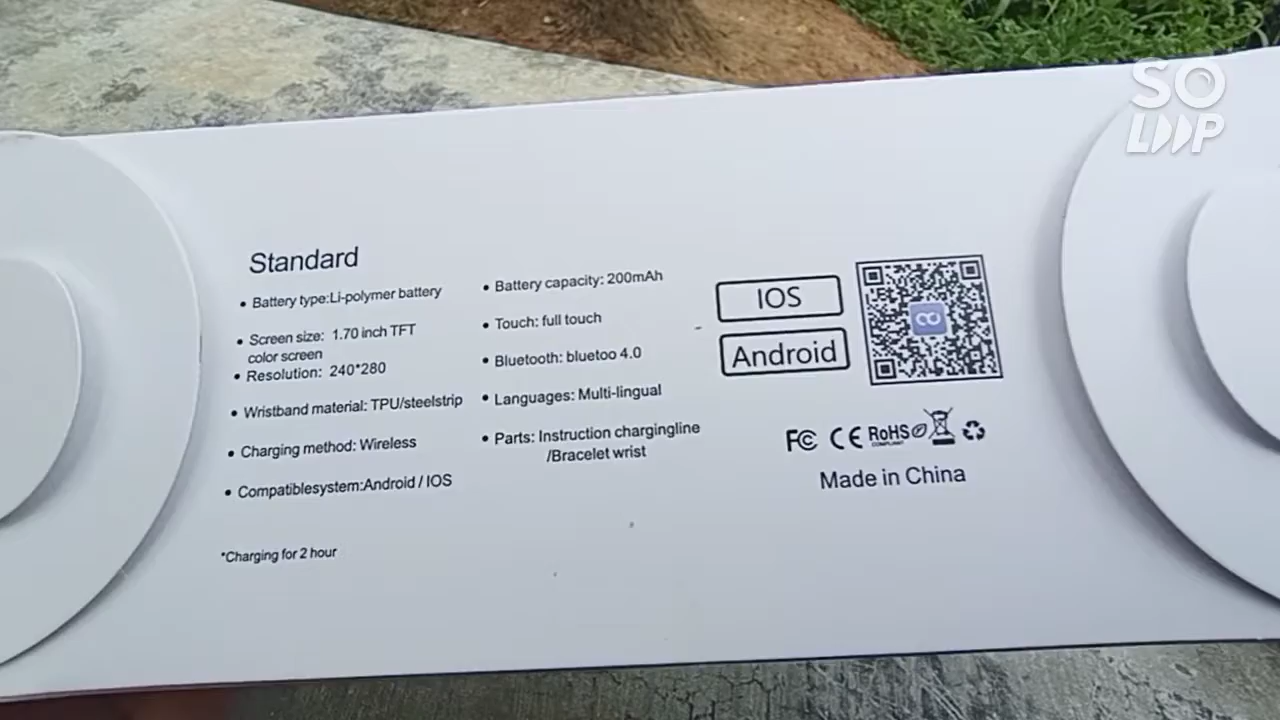 SO
LOOP
Standard
• Battery type:Li-polymer battery
• Screen size: 1.70 inch TFT
color screen
• Resolution: 240*280
• Wristband material: TPU/steelstrip
• Charging method: Wireless
• Compatiblesystem:Android / IOS
*Charging for 2 hour
• Battery capacity: 200mAh
• Touch: full touch
• Bluetooth: bluetoo 4.0
• Languages: Multi-lingual
• Parts: Instruction chargingline
/Bracelet wrist
IOS
Android
FC CE RoHS
COMPLIANT
Made in China